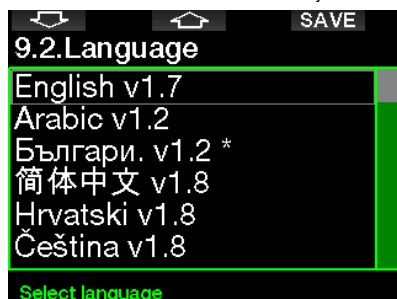 SAVE
9.2.Language
English v1.7
Arabic v1.2
Българи. v1.2 *
简体中文 v1.8
Hrvatski v1.8
Čeština v1.8
Select language